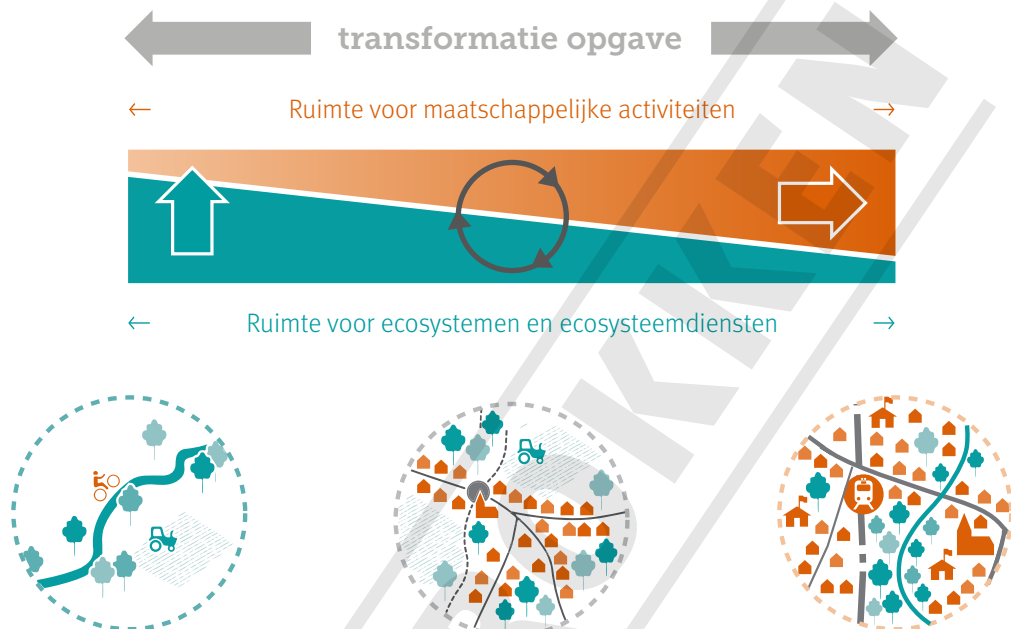 transformatie opgave
← Ruimte voor maatschappelijke activiteiten →
← Ruimte voor ecosystemen en ecosysteemdiensten →